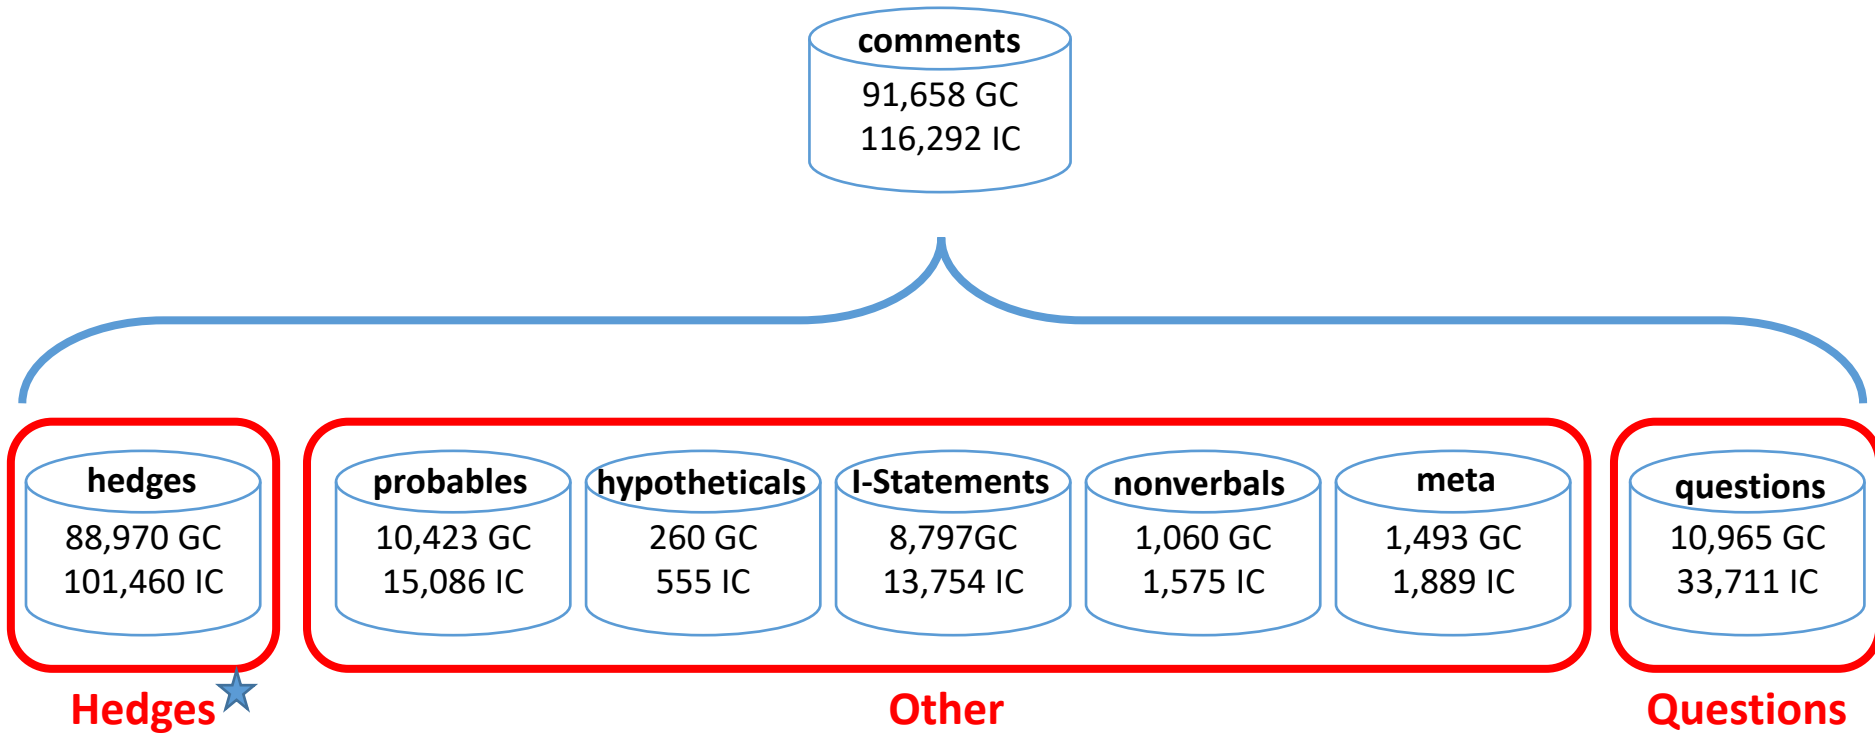 comments
91,658 GC
116,292 IC
hedges
88,970 GC
101,460 IC
probables
10,423 GC
15,086 IC
hypotheticals
260 GC
555 IC
I-Statements
8,797GC
13,754 IC
nonverbals
1,060 GC
1,575 IC
meta
1,493 GC
1,889 IC
questions
10,965 GC
33,711 IC
Hedges
Other
Questions